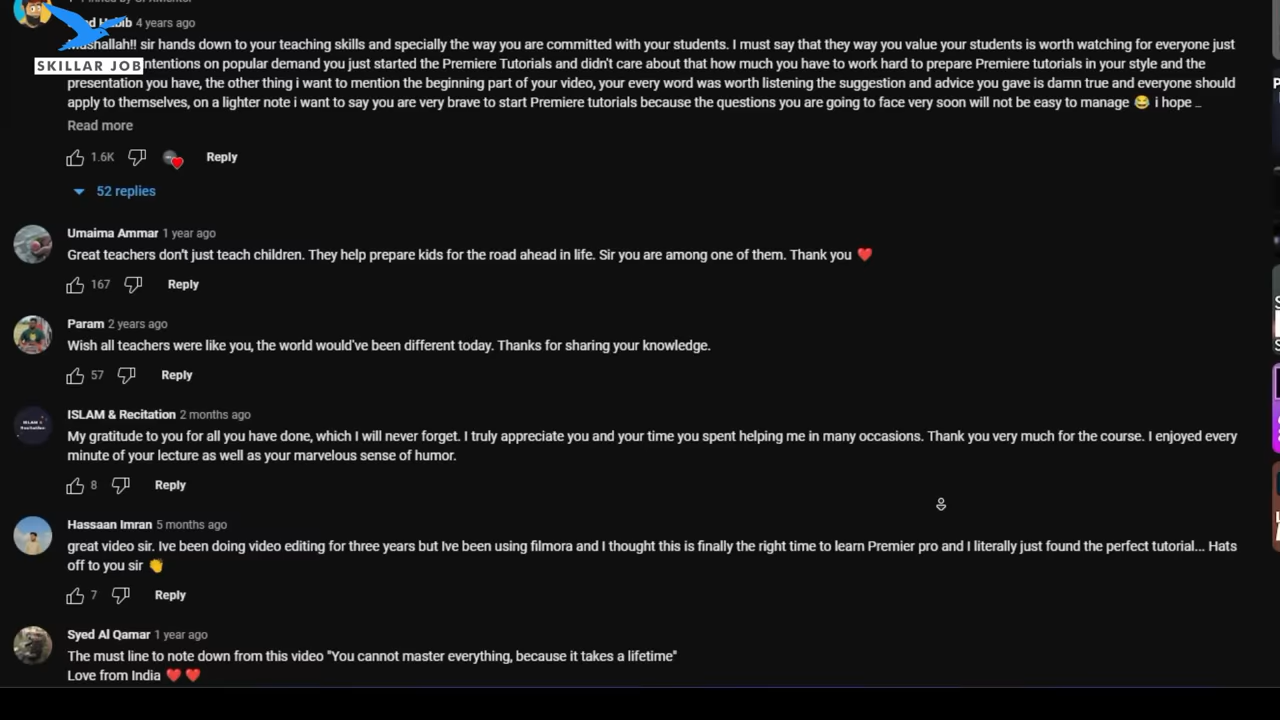 Habib 4 years ago
SKILLAR JOB
sir hands down to your teaching skills and specially the way you are committed with your students. I must say that they way you value your students is worth watching for everyone just
intentions on popular demand you just started the Premiere Tutorials and didn't care about that how much you have to work hard to prepare Premiere tutorials in your style and the
presentation you have, the other thing i want to mention the beginning part of your video, your every word was worth listening the suggestion and advice you gave is damn true and everyone should
apply to themselves, on a lighter note i want to say you are very brave to start Premiere tutorials because the questions you are going to face very soon will not be easy to manage 😂 i hope ..
Read more
1.6K Reply
52 replies
Umaima Ammar 1 year ago
Great teachers don't just teach children. They help prepare kids for the road ahead in life. Sir you are among one of them. Thank you ❤️
167 Reply
Param 2 years ago
Wish all teachers were like you, the world would've been different today. Thanks for sharing your knowledge.
57 Reply
ISLAM & Recitation 2 months ago
My gratitude to you for all you have done, which I will never forget. I truly appreciate you and your time you spent helping me in many occasions. Thank you very much for the course. I enjoyed every
minute of your lecture as well as your marvelous sense of humor.
8 Reply
Hassaan Imran 5 months ago
great video sir. Ive been doing video editing for three years but Ive been using filmora and I thought this is finally the right time to learn Premier pro and I literally just found the perfect tutorial... Hats
off to you sir 👏
7 Reply
Syed Al Qamar 1 year ago
The must line to note down from this video "You cannot master everything, because it takes a lifetime"
Love from India ❤️ ❤️